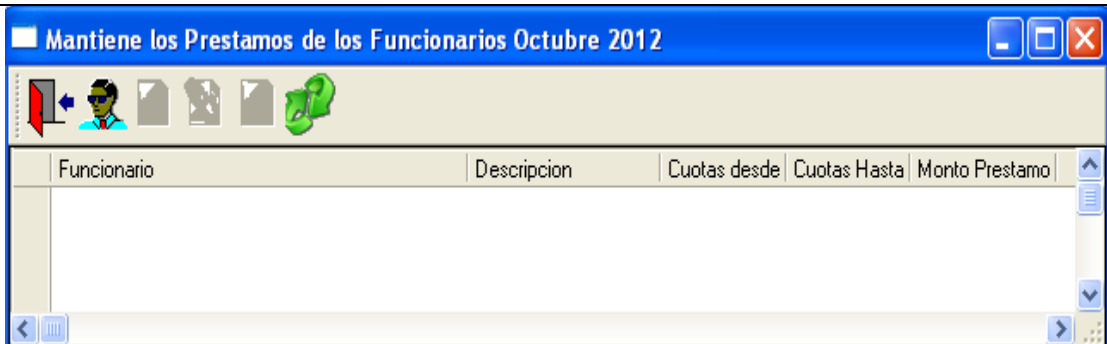 Mantiene los Prestamos de los Funcionarios Octubre 2012
Funcionario Descripcion Cuotas desde Cuotas Hasta Monto Prestamo